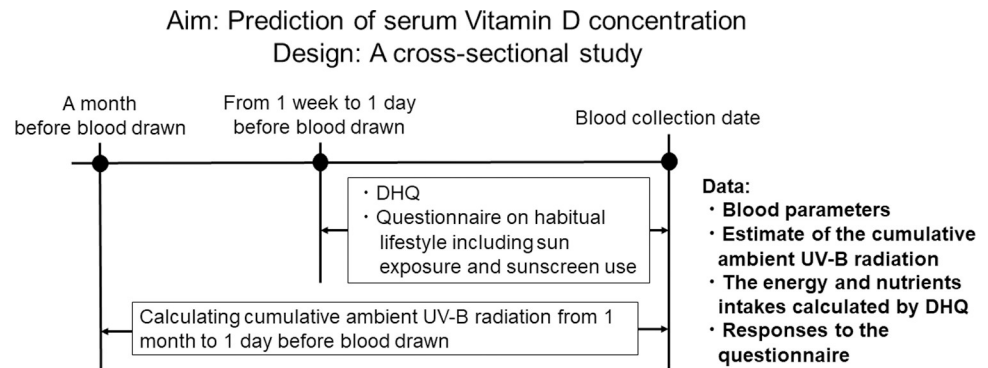 Aim: Prediction of serum Vitamin D concentration
Design: A cross-sectional study
A month
before blood drawn
From 1 week to 1 day
before blood drawn
Blood collection date
・DHQ
・Questionnaire on habitual
lifestyle including sun
exposure and sunscreen use
Calculating cumulative ambient UV-B radiation from 1
month to 1 day before blood drawn
Data:
・Blood parameters
・Estimate of the cumulative
ambient UV-B radiation
・The energy and nutrients
intakes calculated by DHQ
・Responses to the
questionnaire